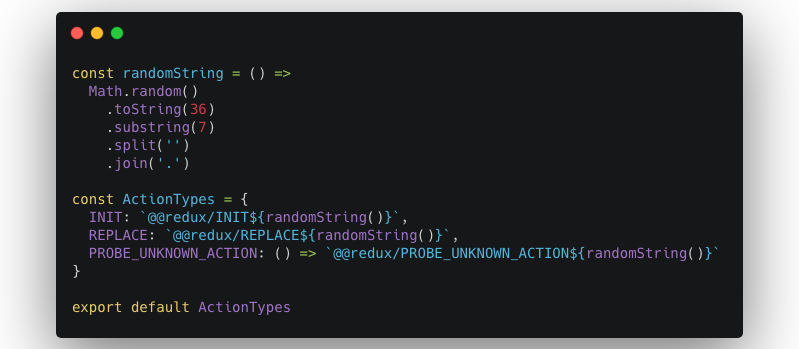 const randomString = () =>
  Math.random()
    .toString(36)
    .substring(7)
    .split('')
    .join('.')

const ActionTypes = {
  INIT: `@@redux/INIT${randomString()}`,
  REPLACE: `@@redux/REPLACE${randomString()}`,
  PROBE_UNKNOWN_ACTION: () => `@@redux/PROBE_UNKNOWN_ACTION${randomString()}`
}

export default ActionTypes